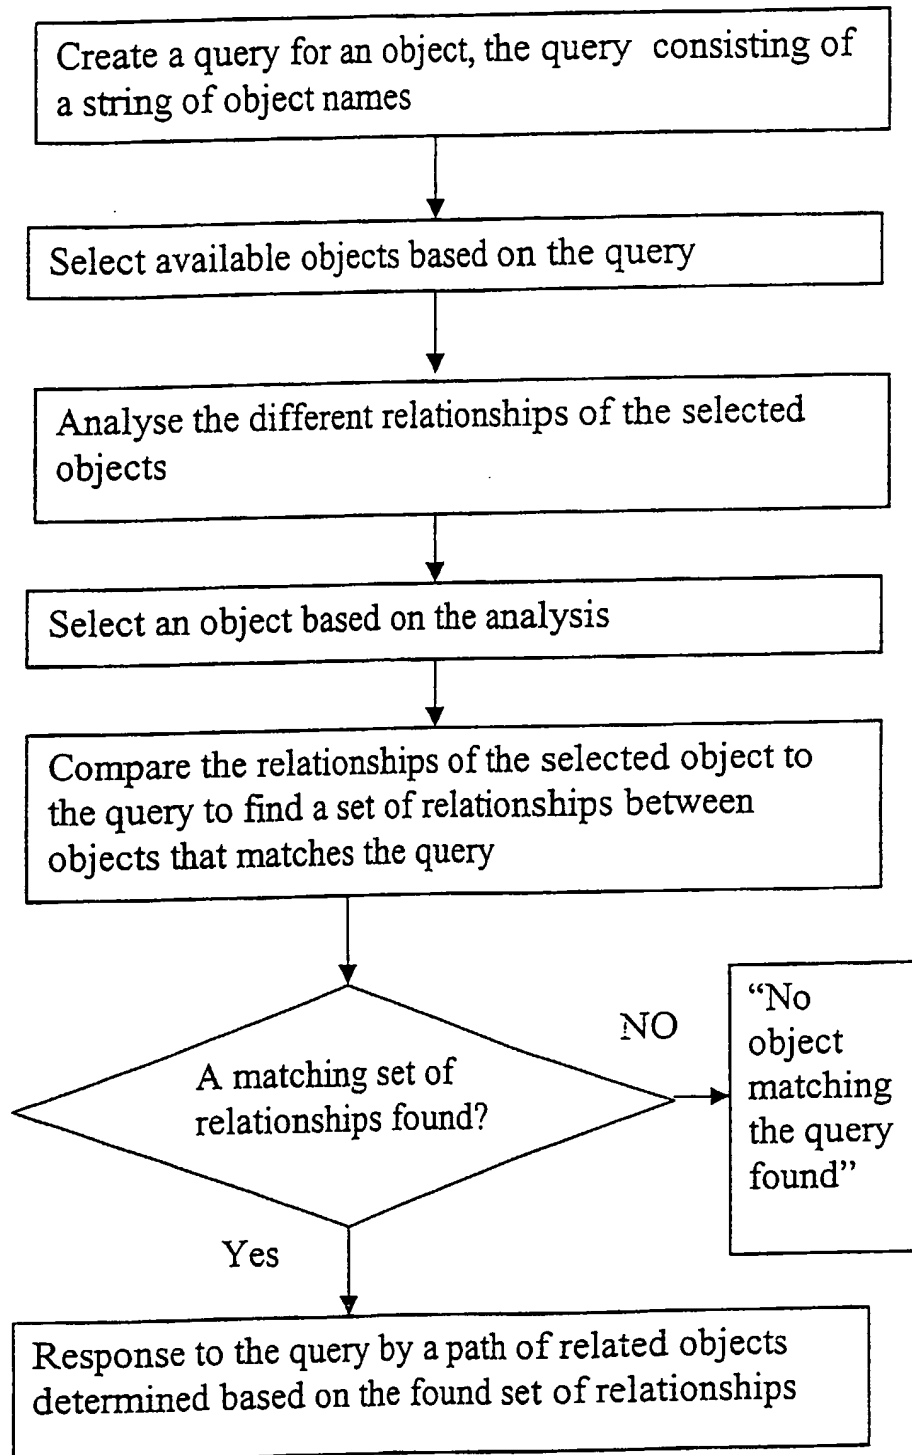 Create a query for an object, the query consisting of
a string of object names
Select available objects based on the query
Analyse the different relationships of the selected
objects
Select an object based on the analysis
Compare the relationships of the selected object to
the query to find a set of relationships between
objects that matches the query
A matching set of
relationships found?
NO
“No
object
matching
the query
found”
Yes
Response to the query by a path of related objects
determined based on the found set of relationships